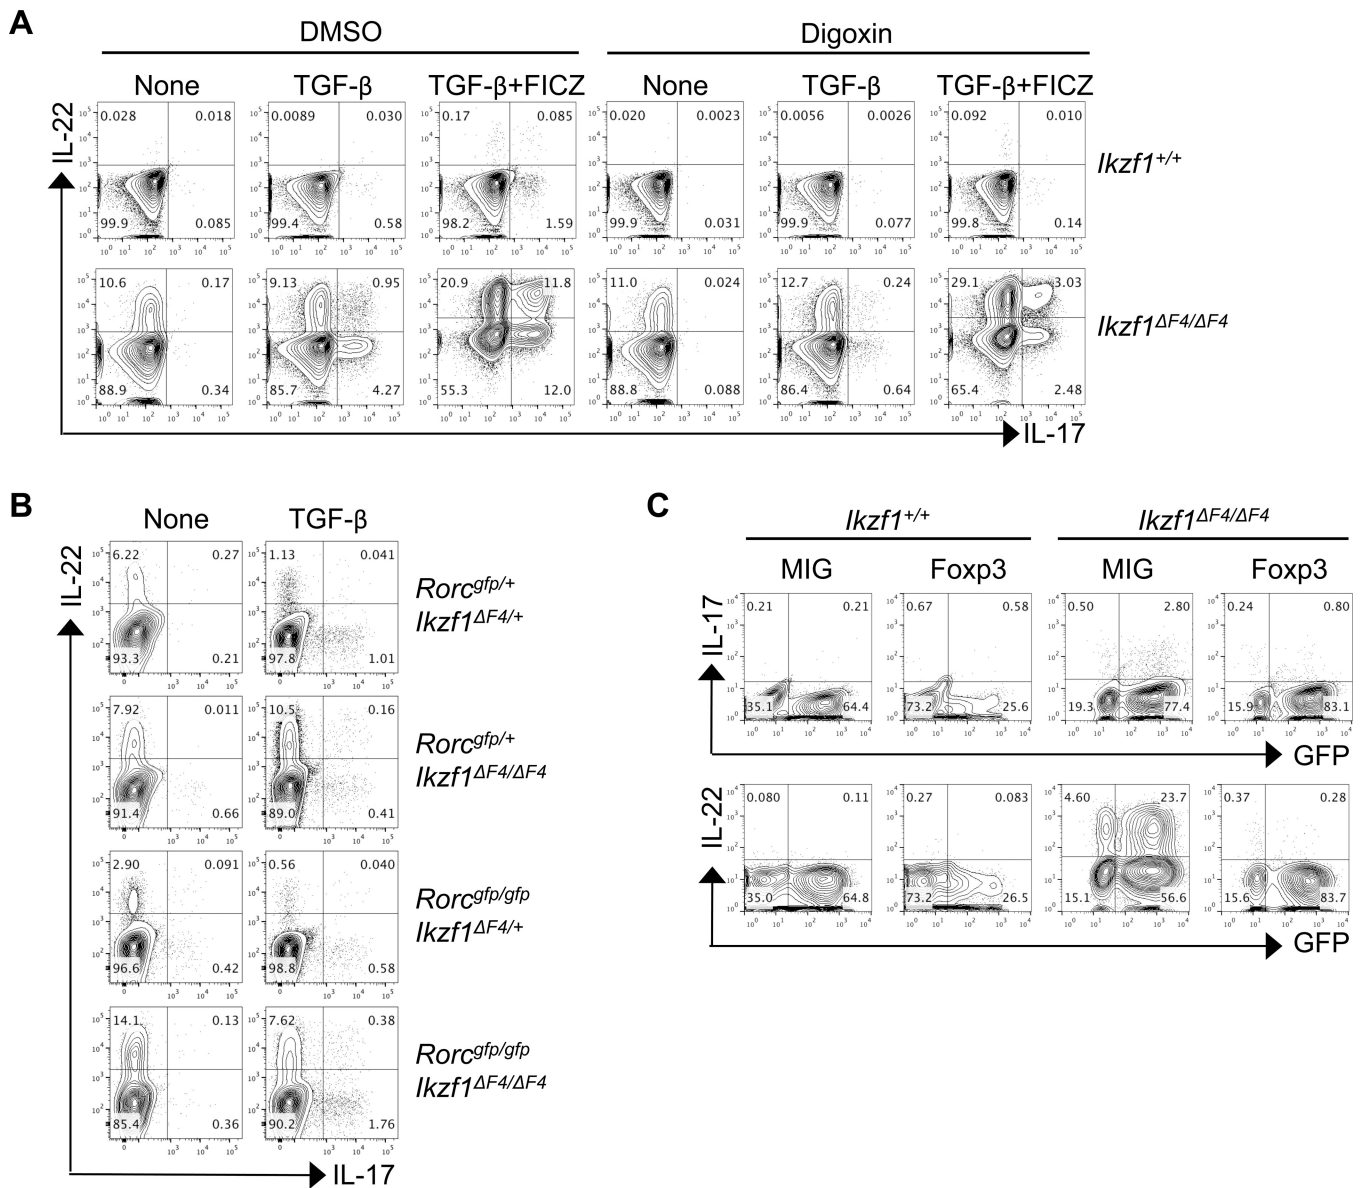 A
DMSO Digoxin
None TGF-β TGF-β+FICZ None TGF-β TGF-β+FICZ
IL-22
0.028 0.018 0.0089 0.030 0.17 0.085 0.020 0.0023 0.0056 0.0026 0.092 0.010
Ikzf1+/+
99.9 0.085 99.4 0.58 98.2 1.59 99.9 0.031 99.9 0.077 99.8 0.14
10.6 0.17 9.13 0.95 20.9 11.8 11.0 0.024 12.7 0.24 29.1 3.03
Ikzf1ΔF4/ΔF4
88.9 0.34 85.7 4.27 55.3 12.0 88.8 0.088 86.4 0.64 65.4 2.48
IL-17
B
None TGF-β
IL-22
6.22 0.27 1.13 0.041
Rorcgfp/+
Ikzf1ΔF4/+
93.3 0.21 97.8 1.01
7.92 0.011 10.5 0.16
Rorcgfp/+
Ikzf1ΔF4/ΔF4
91.4 0.66 89.0 0.41
2.90 0.091 0.56 0.040
Rorcgfp/gfp
Ikzf1ΔF4/+
96.6 0.42 98.8 0.58
14.1 0.13 7.62 0.38
Rorcgfp/gfp
Ikzf1ΔF4/ΔF4
85.4 0.36 90.2 1.76
IL-17
C
Ikzf1+/+ Ikzf1ΔF4/ΔF4
MIG Foxp3 MIG Foxp3
IL-17
0.21 0.21 0.67 0.58 0.50 2.80 0.24 0.80
35.1 64.4 73.2 25.6 19.3 77.4 15.9 83.1
GFP
IL-22
0.080 0.11 0.27 0.083 4.60 23.7 0.37 0.28
35.0 64.8 73.2 26.5 15.1 56.6 15.6 83.7
GFP